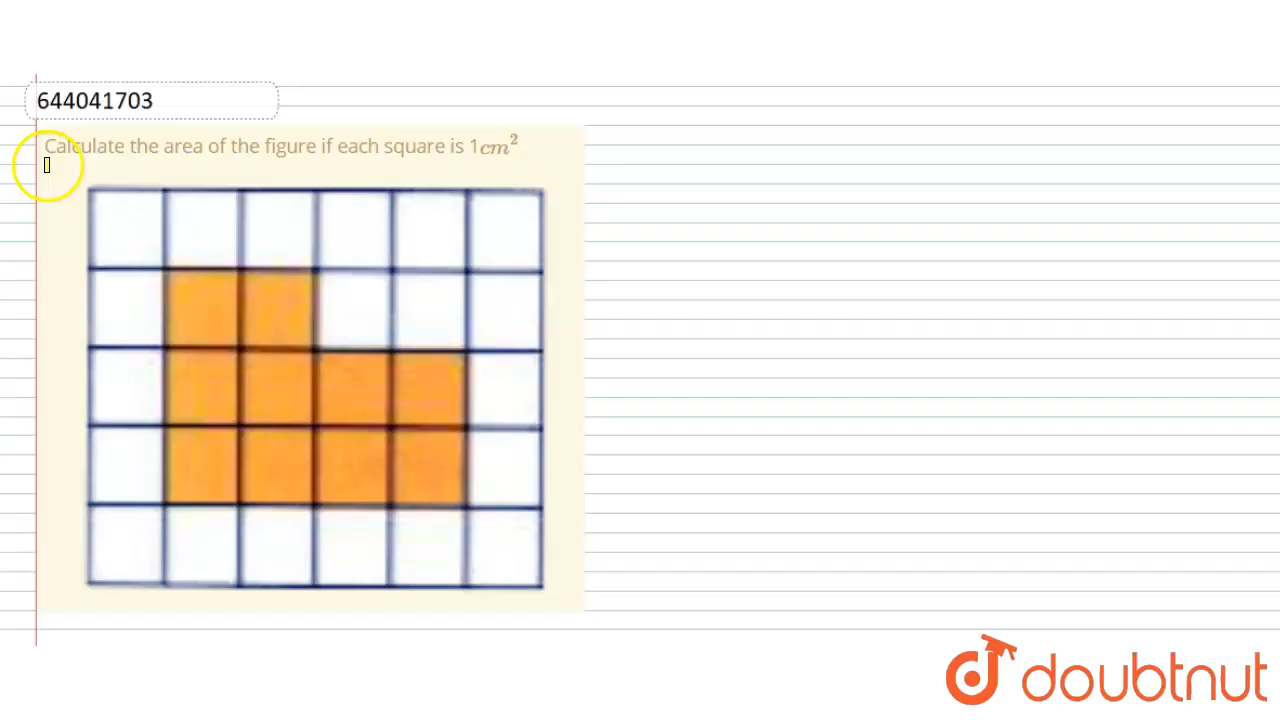 644041703
Calculate the area of the figure if each square is 1cm²
doubtnut